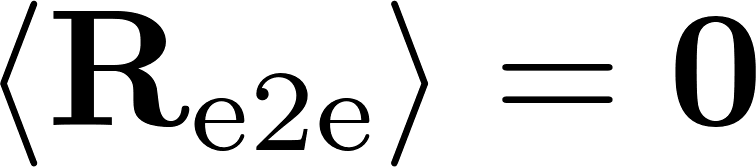 ⟨𝐑ₑ₂ₑ⟩ = 𝟎